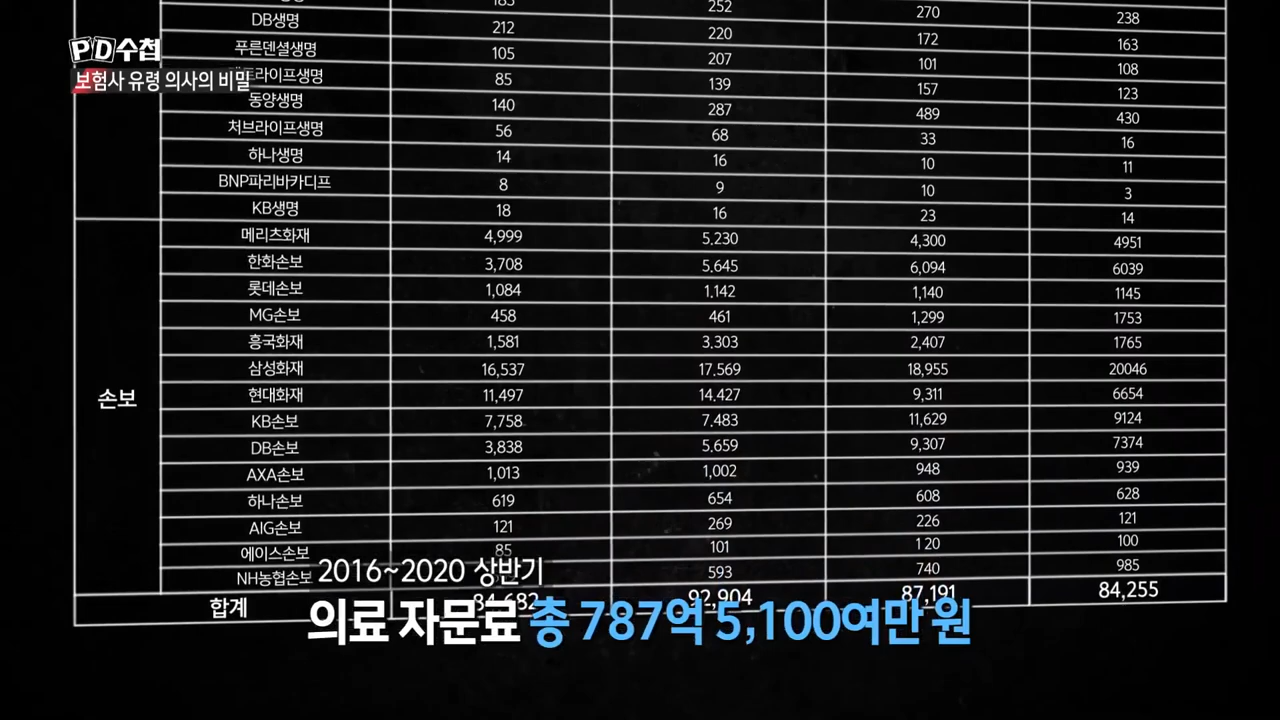 PD수첩
보험사 유령 의사의 비밀
252 270 238
DB생명 212 220 172 163
푸른덴셜생명 105 207 101 108
85 139 157 123
동양생명 140 287 489 430
처브라이프생명 56 68 33 16
하나생명 14 16 10 11
BNP파리바카디프 8 9 10 3
KB생명 18 16 23 14
손보
메리츠화재 4,999 5,230 4,300 4951
한화손보 3,708 5,645 6,094 6039
롯데손보 1,084 1,142 1,140 1145
MG손보 458 461 1,299 1753
흥국화재 1,581 3,303 2,407 1765
삼성화재 16,537 17,569 18,955 20046
현대화재 11,497 14,427 9,311 6654
KB손보 7,758 7,483 11,629 9124
DB손보 3,838 5,659 9,307 7374
AXA손보 1,013 1,002 948 939
하나손보 619 654 608 628
AIG손보 121 269 226 121
에이스손보 85 101 120 100
NH농협손보 593 740 985
합계 84,682 92,904 87,191 84,255
2016~2020 상반기
의료 자문료 총 787억 5,100여만 원